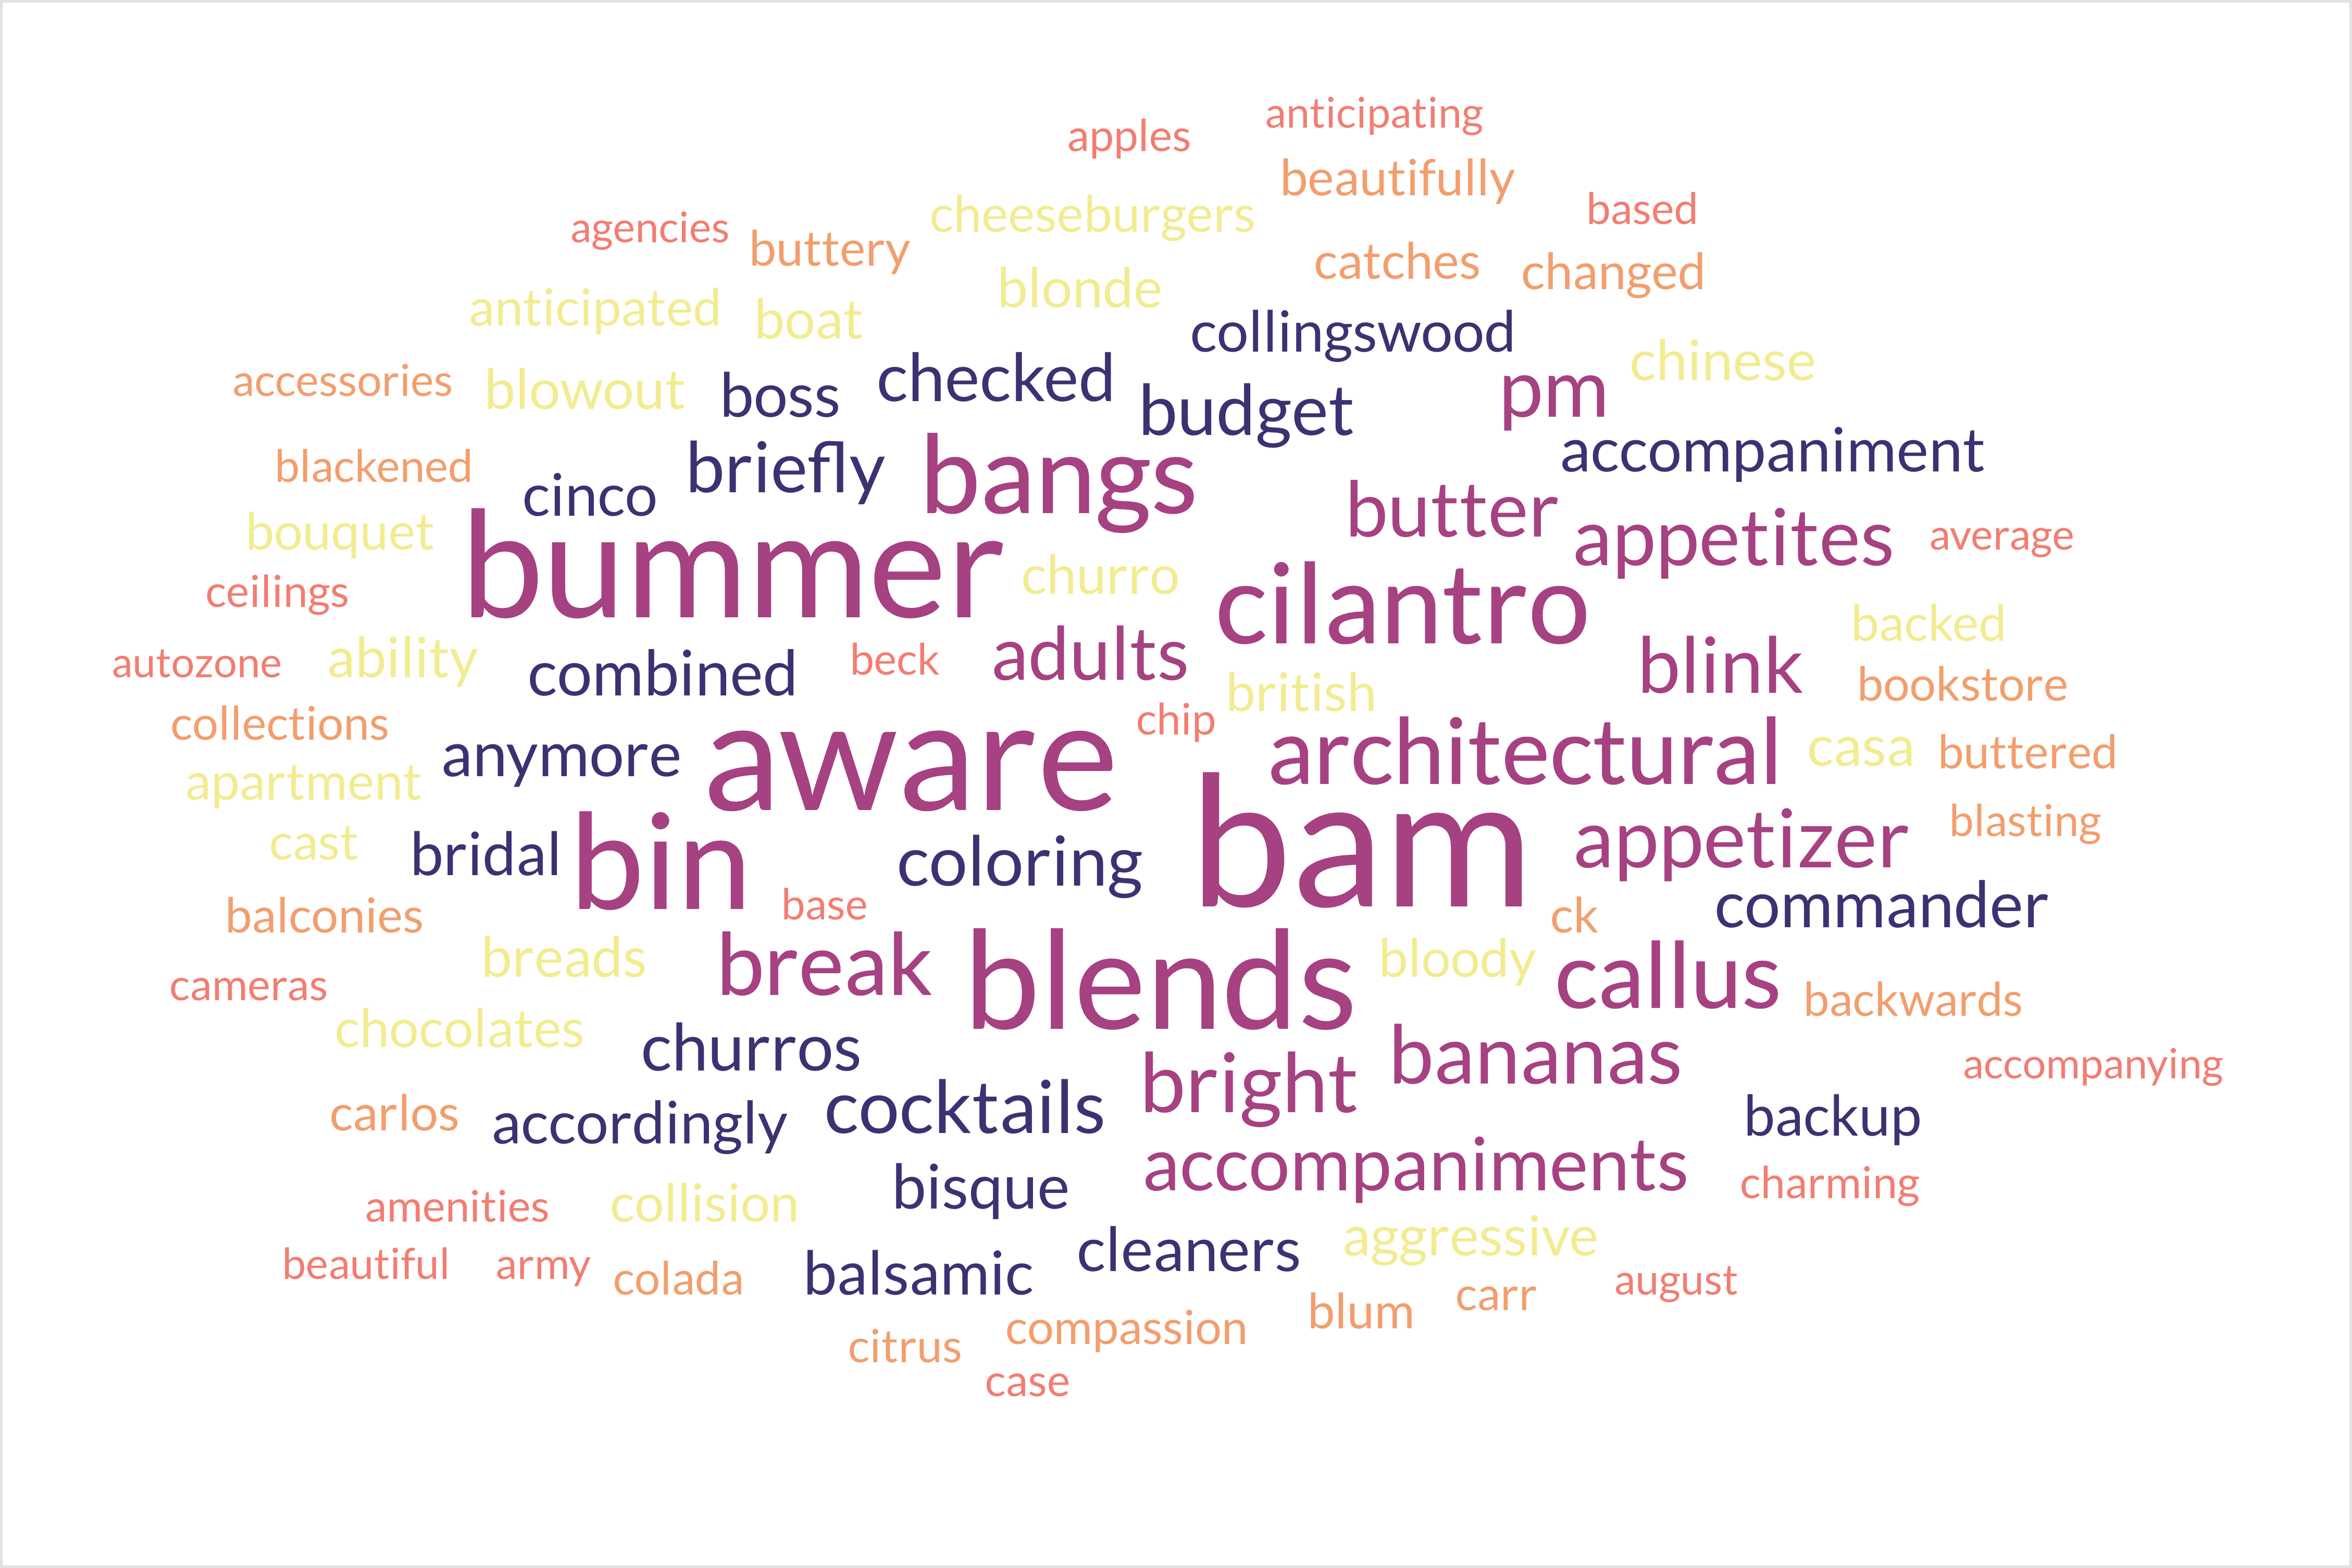 anticipating
apples
beautifully
based
cheeseburgers
agencies
buttery
catches
changed
blonde
anticipated
boat
collingswood
chinese
accessories
blowout
boss
checked
budget
pm
accompaniment
blackened
cinco
briefly
bangs
butter
appetites
average
bouquet
bummer
churro
cilantro
ceilings
backed
autozone
ability
combined
beck
adults
british
blink
bookstore
collections
chip
anymore
aware
architectural
casa
buttered
apartment
cast
bridal
bin
coloring
bam
appetizer
blasting
balconies
base
ck
commander
breads
break
blends
bloody
callus
cameras
backwards
chocolates
churros
bright
bananas
accompanying
carlos
accordingly
cocktails
backup
accompaniments
bisque
charming
amenities
collision
cleaners
aggressive
beautiful
army
colada
balsamic
carr
august
blum
citrus
compassion
case